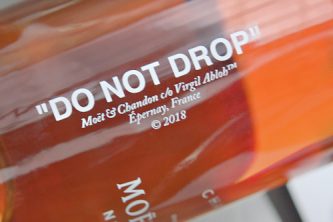 "DO NOT DROP"
Moët & Chandon c/o Virgil Abloh™
Épernay, France
© 2018